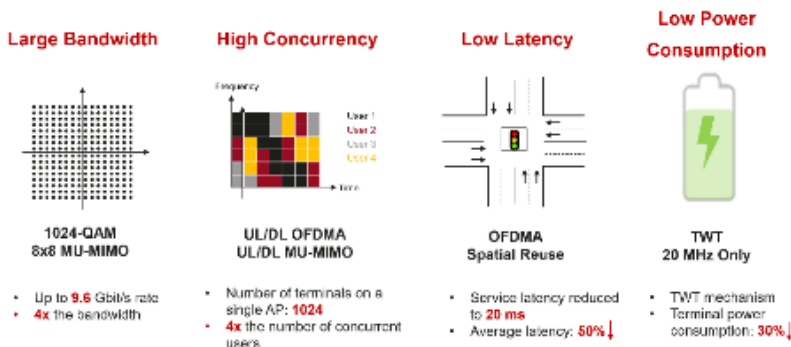 Large Bandwidth
1024-QAM
8x8 MU-MIMO
• Up to 9.6 Gbit/s rate
• 4x the bandwidth
High Concurrency
Frequency
User 1
User 2
User 3
User 4
Time
UL/DL OFDMA
UL/DL MU-MIMO
• Number of terminals on a
single AP: 1024
• 4x the number of concurrent
users
Low Latency
OFDMA
Spatial Reuse
• Service latency reduced
to 20 ms
• Average latency: 50%↓
Low Power
Consumption
TWT
20 MHz Only
• TWT mechanism
• Terminal power
consumption: 30%↓